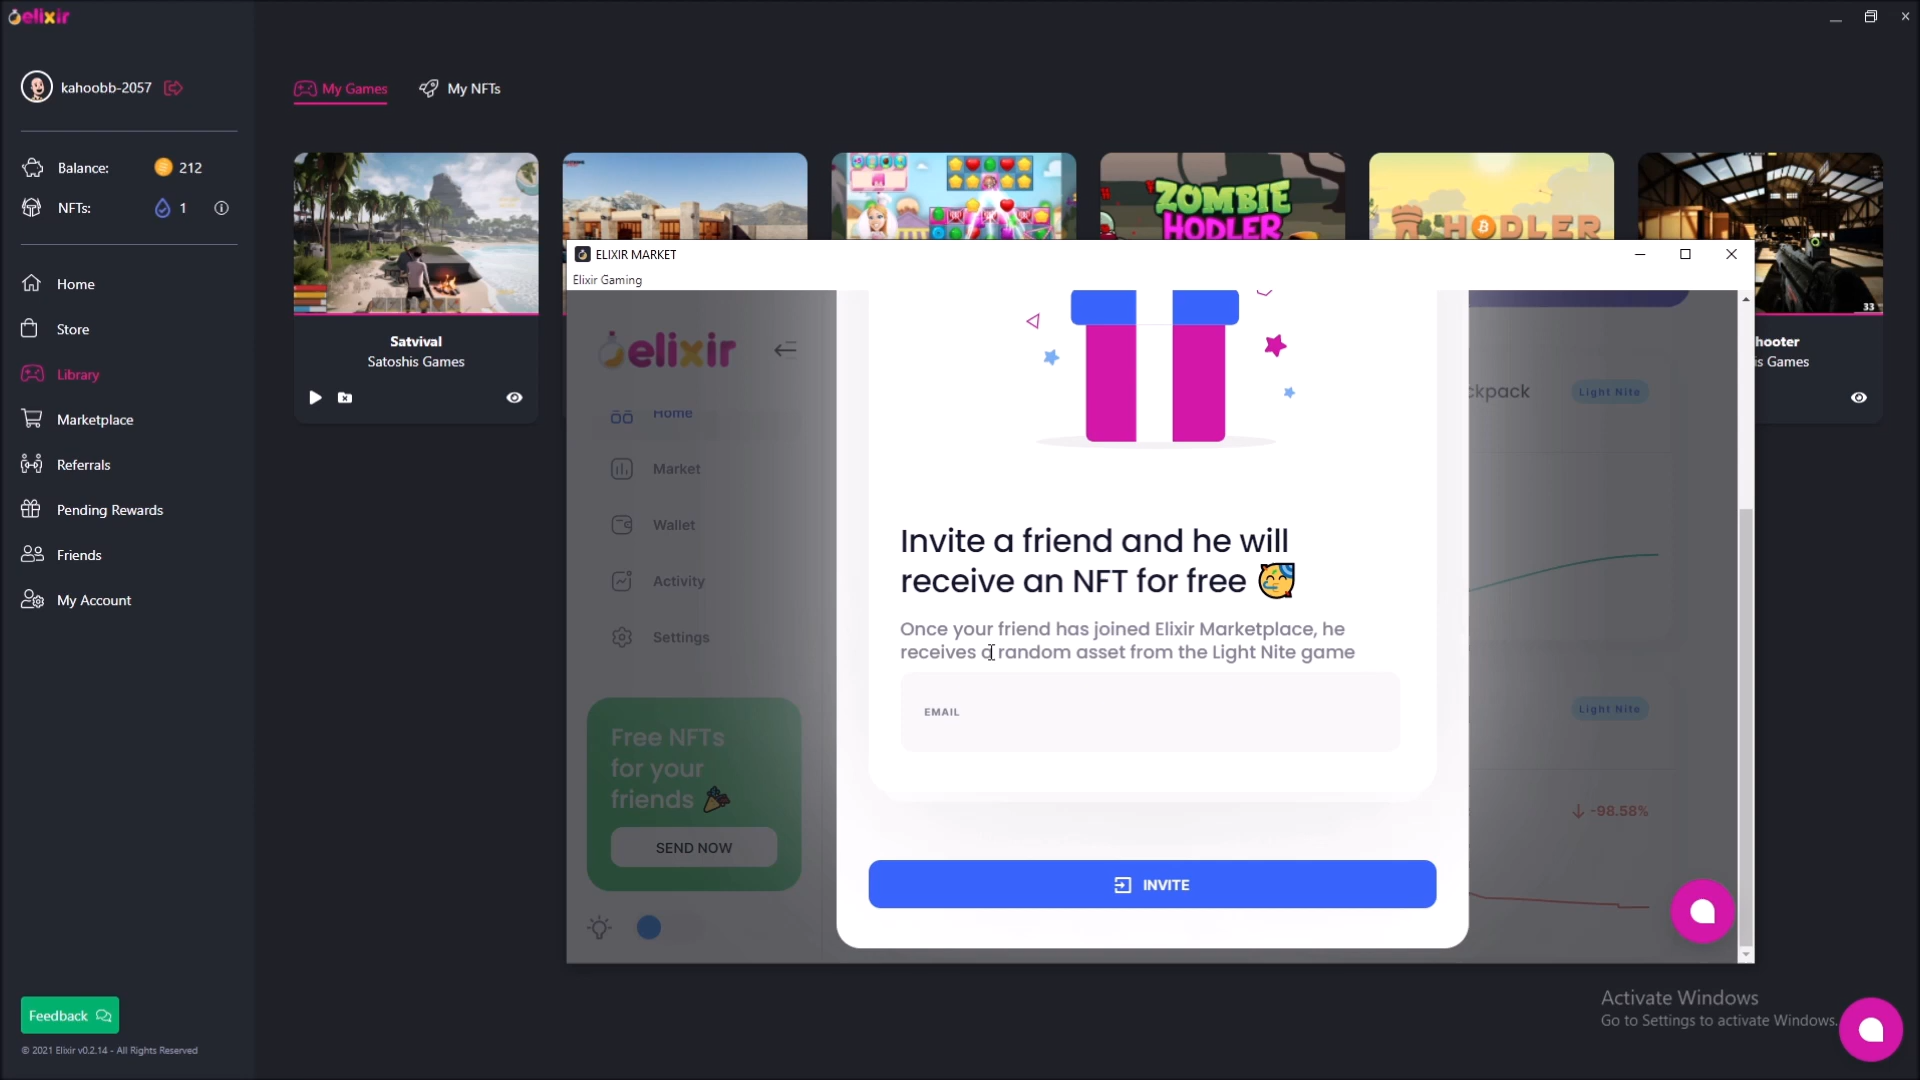 elixir
kahoobb-2057
My Games
My NFTs
Balance: 212
NFTs: 1
Home
Store
Library
Marketplace
Referrals
Pending Rewards
Friends
My Account
Feedback
© 2021 Elixir v0.2.14 - All Rights Reserved
Satvival
Satoshis Games
ZOMBIE
HODLER
HODLER
33
hooter
is Games
ELIXIR MARKET
Elixir Gaming
elixir
Home
Market
Wallet
Activity
Settings
Free NFTs
for your
friends
SEND NOW
Invite a friend and he will
receive an NFT for free
Once your friend has joined Elixir Marketplace, he
receives a random asset from the Light Nite game
EMAIL
INVITE
ckpack
Light Nite
Light Nite
-98.58%
Activate Windows
Go to Settings to activate Windows.